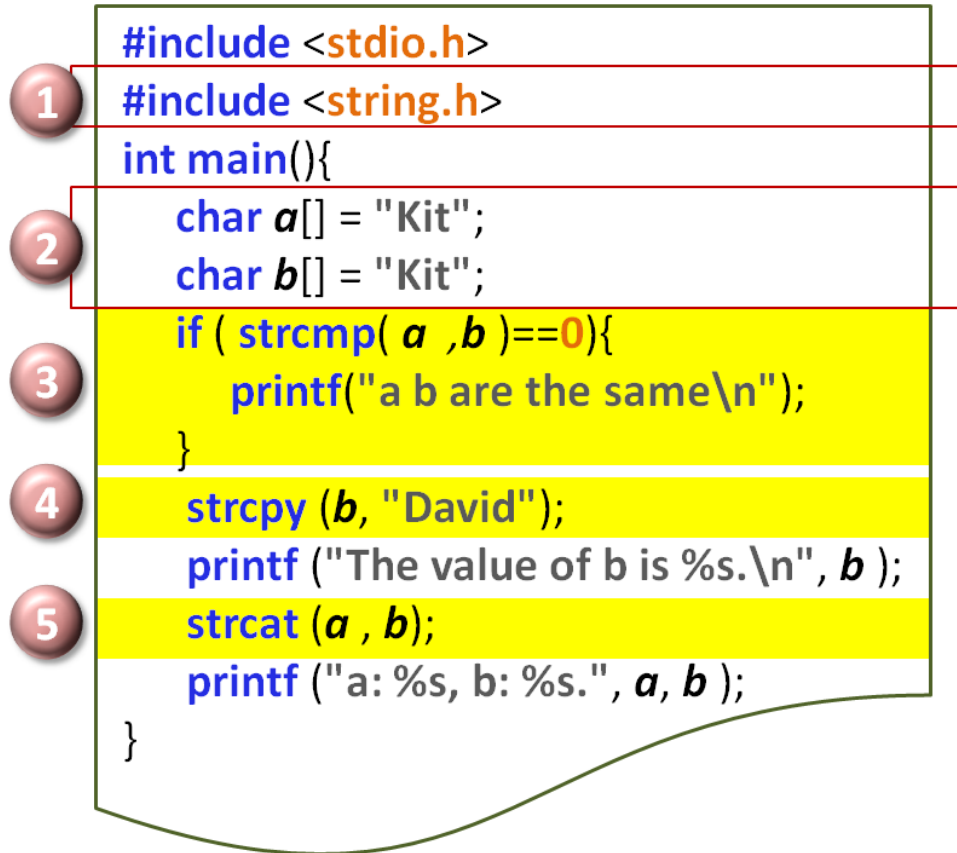 #include <stdio.h>
1
#include <string.h>
int main(){
2
char a[] = "Kit";
char b[] = "Kit";
if ( strcmp( a ,b )==0){
3
printf("a b are the same\n");
}
4
strcpy (b, "David");
printf ("The value of b is %s.\n", b );
5
strcat (a , b);
printf ("a: %s, b: %s.", a, b );
}